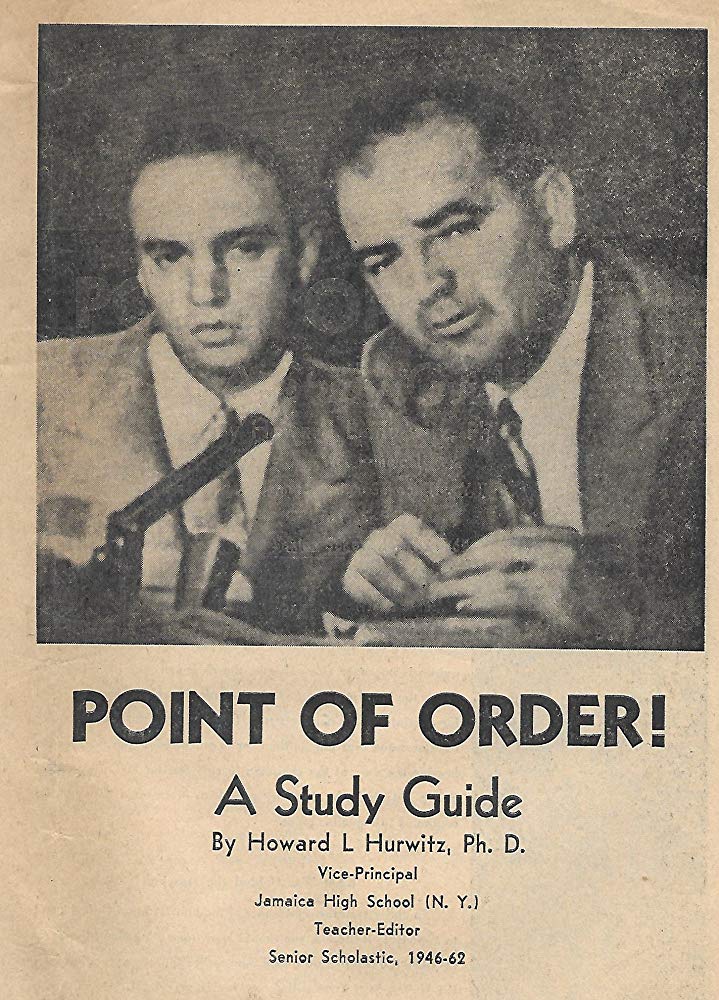 POINT OF ORDER!
A Study Guide
By Howard L Hurwitz, Ph. D.
Vice-Principal
Jamaica High School (N. Y.)
Teacher-Editor
Senior Scholastic, 1946-62